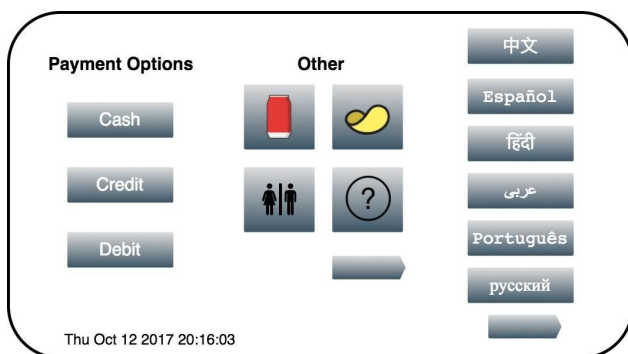 Payment Options
Cash
Credit
Debit
Other
?
中文
Español
हिंदी
عربى
Português
русский
Thu Oct 12 2017 20:16:03